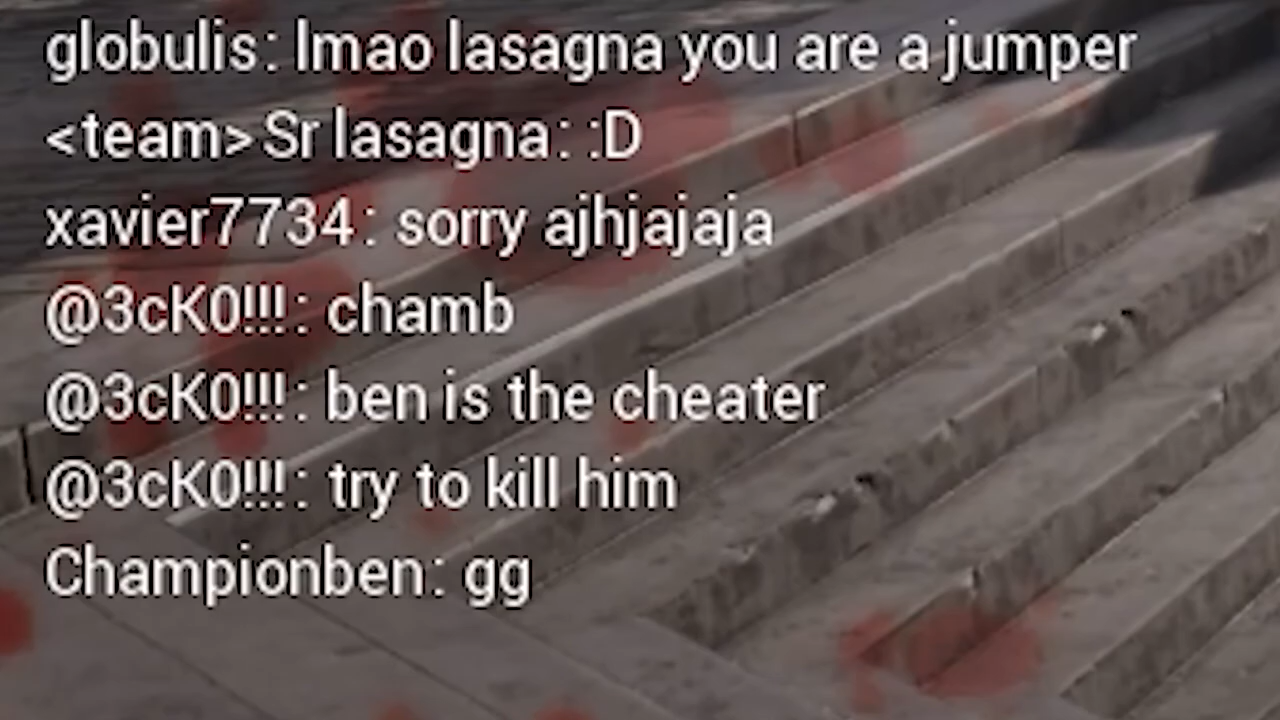 globulis: lmao lasagna you are a jumper
<team> Sr lasagna: :D
xavier7734: sorry ajhjajaja
@3cK0!!!: chamb
@3cK0!!!: ben is the cheater
@3cK0!!!: try to kill him
Championben: gg